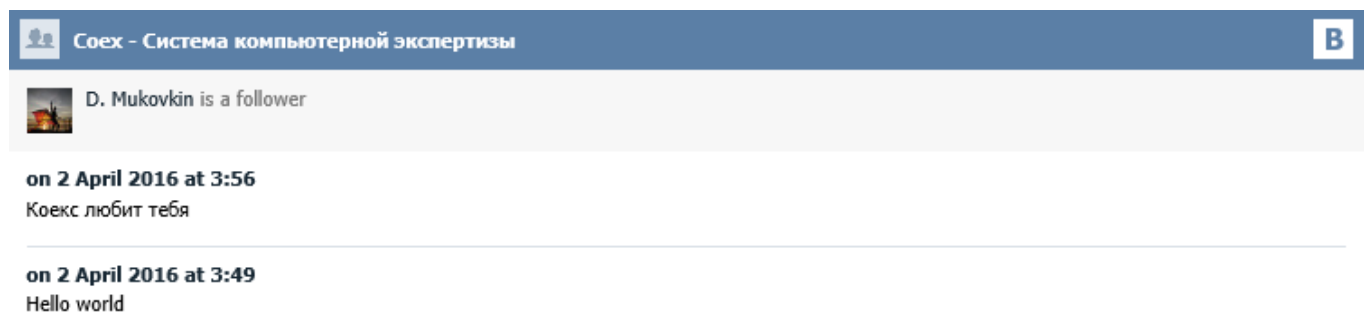 Coex - Система компьютерной экспертизы
B
D. Mukovkin is a follower
on 2 April 2016 at 3:56
Коекс любит тебя
on 2 April 2016 at 3:49
Hello world